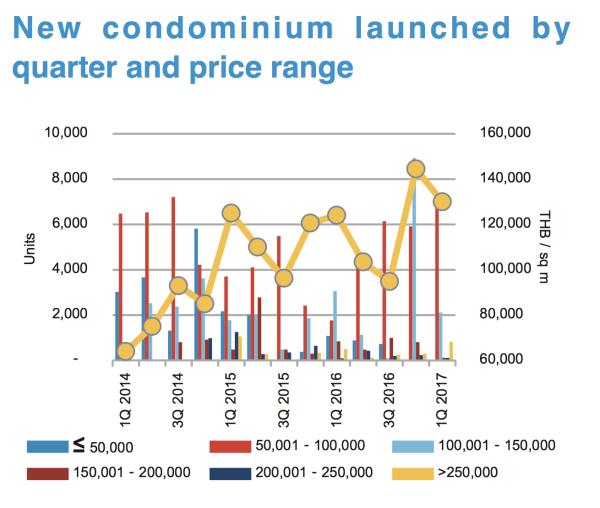 New condominium launched by
quarter and price range
10,000
8,000
6,000
4,000
2,000
-
Units
160,000
140,000
120,000
100,000
80,000
60,000
THB / sq m
1Q 2014
3Q 2014
1Q 2015
3Q 2015
1Q 2016
3Q 2016
1Q 2017
≤ 50,000
50,001 - 100,000
100,001 - 150,000
150,001 - 200,000
200,001 - 250,000
>250,000